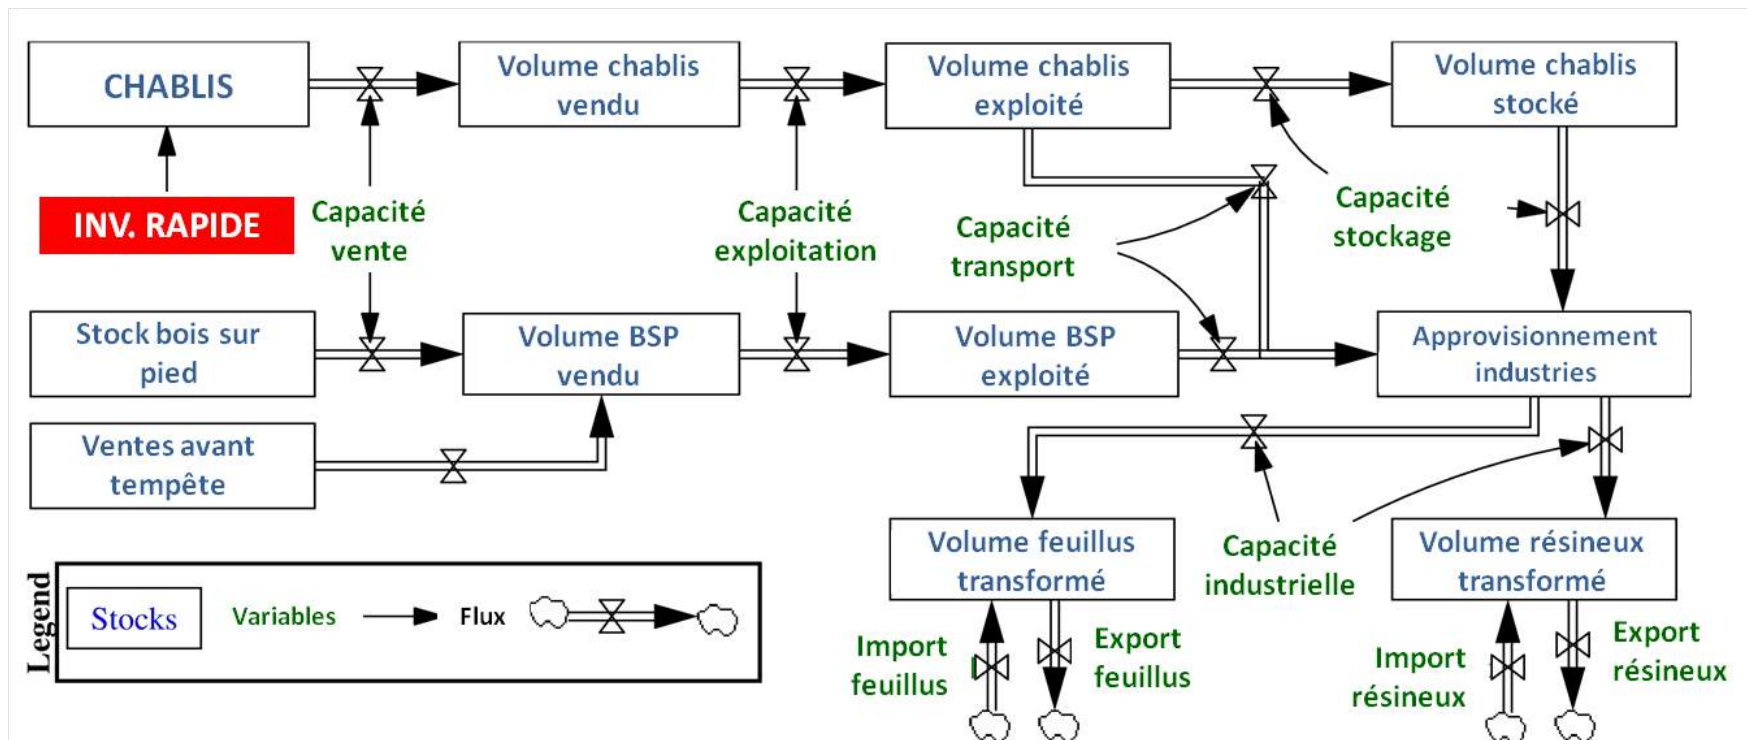 CHABLIS
Volume chablis
vendu
Volume chablis
exploité
Volume chablis
stocké
INV. RAPIDE
Capacité
vente
Capacité
exploitation
Capacité
transport
Capacité
stockage
Stock bois sur
pied
Volume BSP
vendu
Volume BSP
exploité
Approvisionnement
industries
Ventes avant
tempête
Volume feuillus
transformé
Capacité
industrielle
Volume résineux
transformé
Legend
Stocks
Variables
Flux
Import
feuillus
Export
feuillus
Import
résineux
Export
résineux